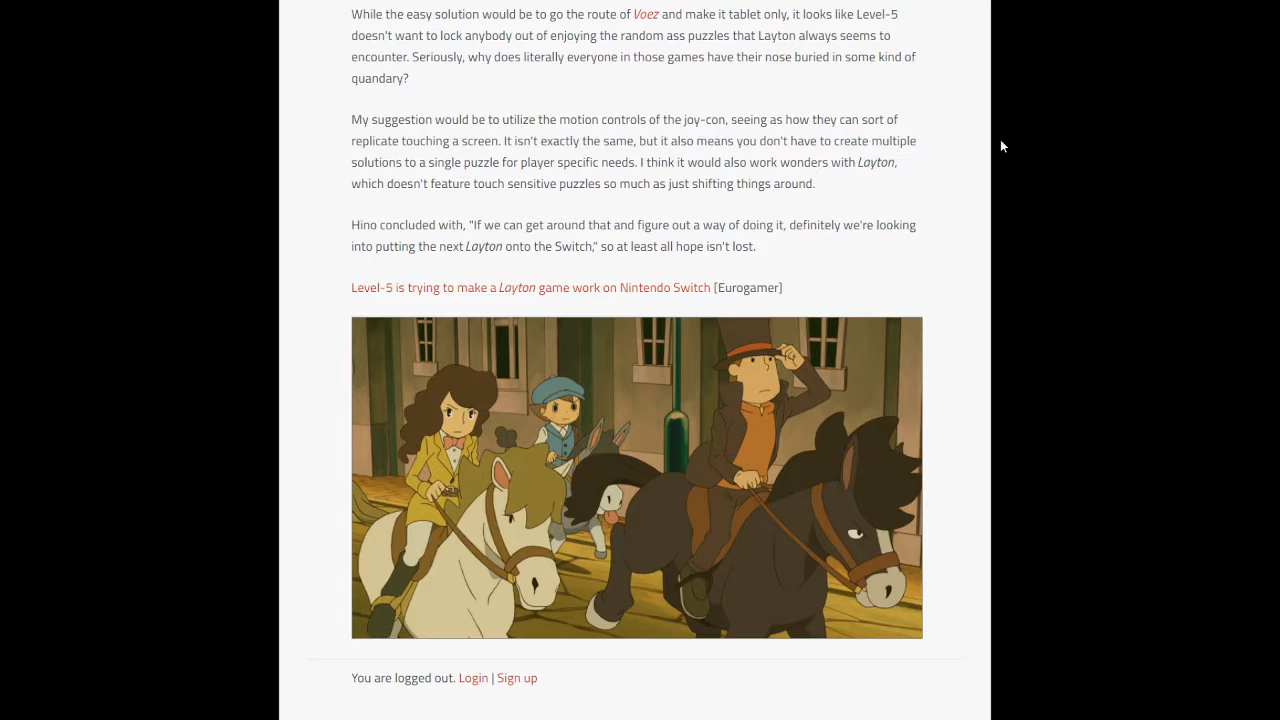 While the easy solution would be to go the route of Voez and make it tablet only, it looks like Level-5
doesn't want to lock anybody out of enjoying the random ass puzzles that Layton always seems to
encounter. Seriously, why does literally everyone in those games have their nose buried in some kind of
quandary?
My suggestion would be to utilize the motion controls of the joy-con, seeing as how they can sort of
replicate touching a screen. It isn't exactly the same, but it also means you don't have to create multiple
solutions to a single puzzle for player specific needs. I think it would also work wonders with Layton,
which doesn't feature touch sensitive puzzles so much as just shifting things around.
Hino concluded with, "If we can get around that and figure out a way of doing it, definitely we're looking
into putting the next Layton onto the Switch," so at least all hope isn't lost.
Level-5 is trying to make a Layton game work on Nintendo Switch [Eurogamer]
You are logged out. Login | Sign up